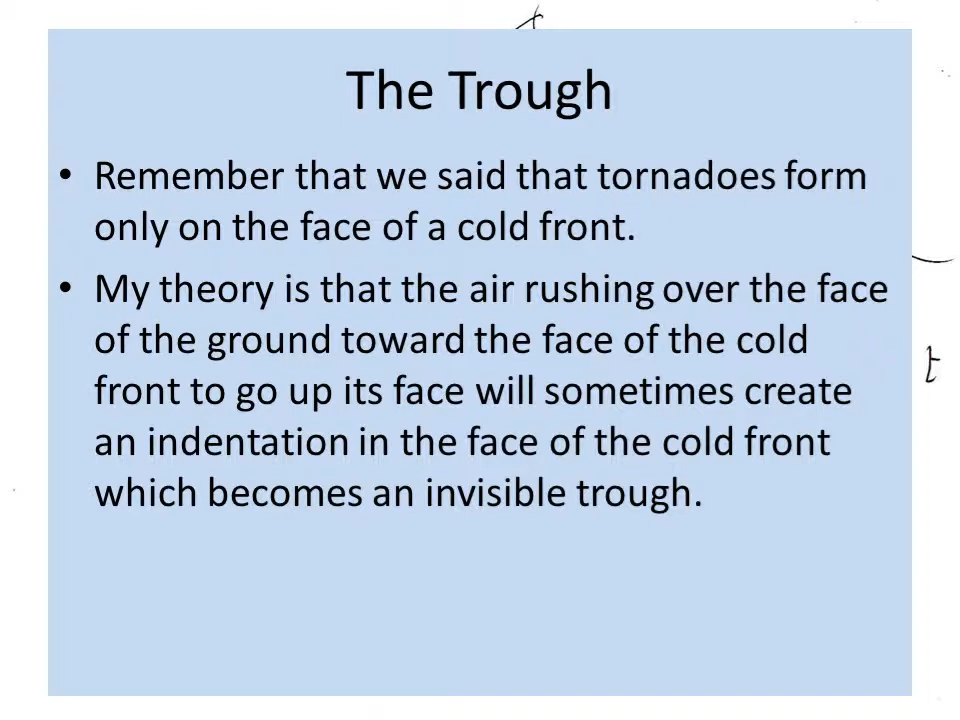 The Trough
• Remember that we said that tornadoes form
only on the face of a cold front.
• My theory is that the air rushing over the face
of the ground toward the face of the cold
front to go up its face will sometimes create
an indentation in the face of the cold front
which becomes an invisible trough.
t